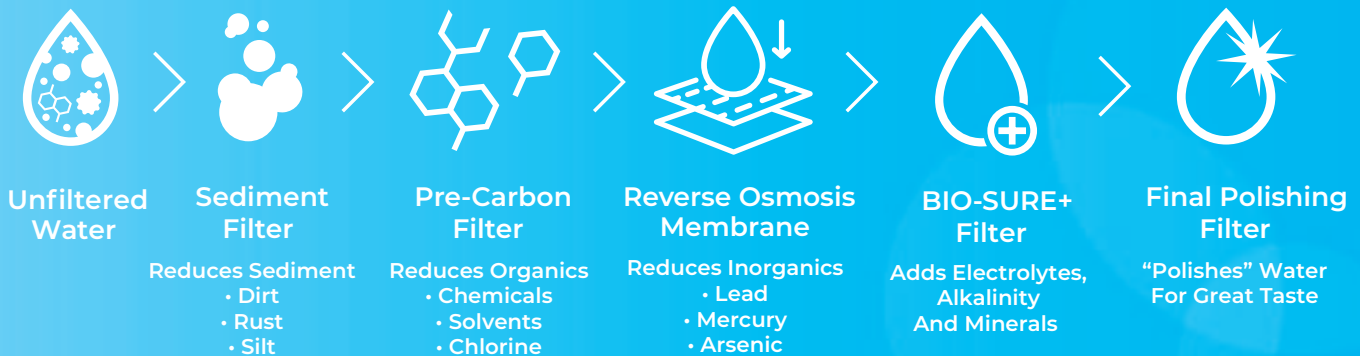 Unfiltered
Water
Sediment
Filter
Reduces Sediment
• Dirt
• Rust
• Silt
Pre-Carbon
Filter
Reduces Organics
• Chemicals
• Solvents
• Chlorine
Reverse Osmosis
Membrane
Reduces Inorganics
• Lead
• Mercury
• Arsenic
BIO-SURE+
Filter
Adds Electrolytes,
Alkalinity
And Minerals
Final Polishing
Filter
“Polishes” Water
For Great Taste